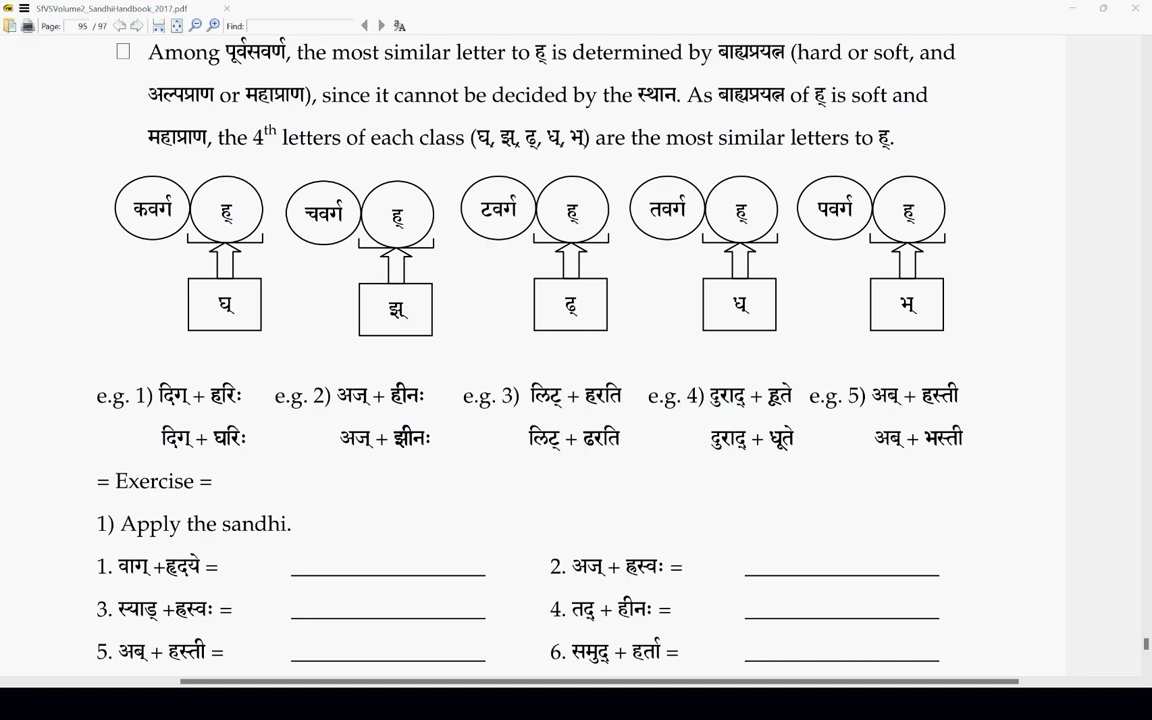 SfVSVolume2_SandhiHandbook_2017.pdf
Page: 95 / 97 Find:
Among पूर्वसवर्ण, the most similar letter to ह् is determined by बाह्यप्रयत्न (hard or soft, and
अल्पप्राण or महाप्राण), since it cannot be decided by the स्थान. As बाह्यप्रयत्न of ह् is soft and
महाप्राण, the 4th letters of each class (घ्, झ्, ढ्, ध्, भ्) are the most similar letters to ह्.
कवर्ग ह् चवर्ग ह् टवर्ग ह् तवर्ग ह् पवर्ग ह्
घ् झ् ढ् ध् भ्
e.g. 1) दिग् + हरिः e.g. 2) अज् + हीनः e.g. 3) लिट् + हरति e.g. 4) दुराद् + हूते e.g. 5) अब् + हस्ती
दिग् + घरिः अज् + झीनः लिट् + ढरति दुराद् + धूते अब् + भस्ती
= Exercise =
1) Apply the sandhi.
1. वाग् +हृदये = 2. अज् + ह्रस्वः =
3. स्याड् +ह्रस्वः = 4. तद् + हीनः =
5. अब् + हस्ती = 6. समुद् + हर्ता =